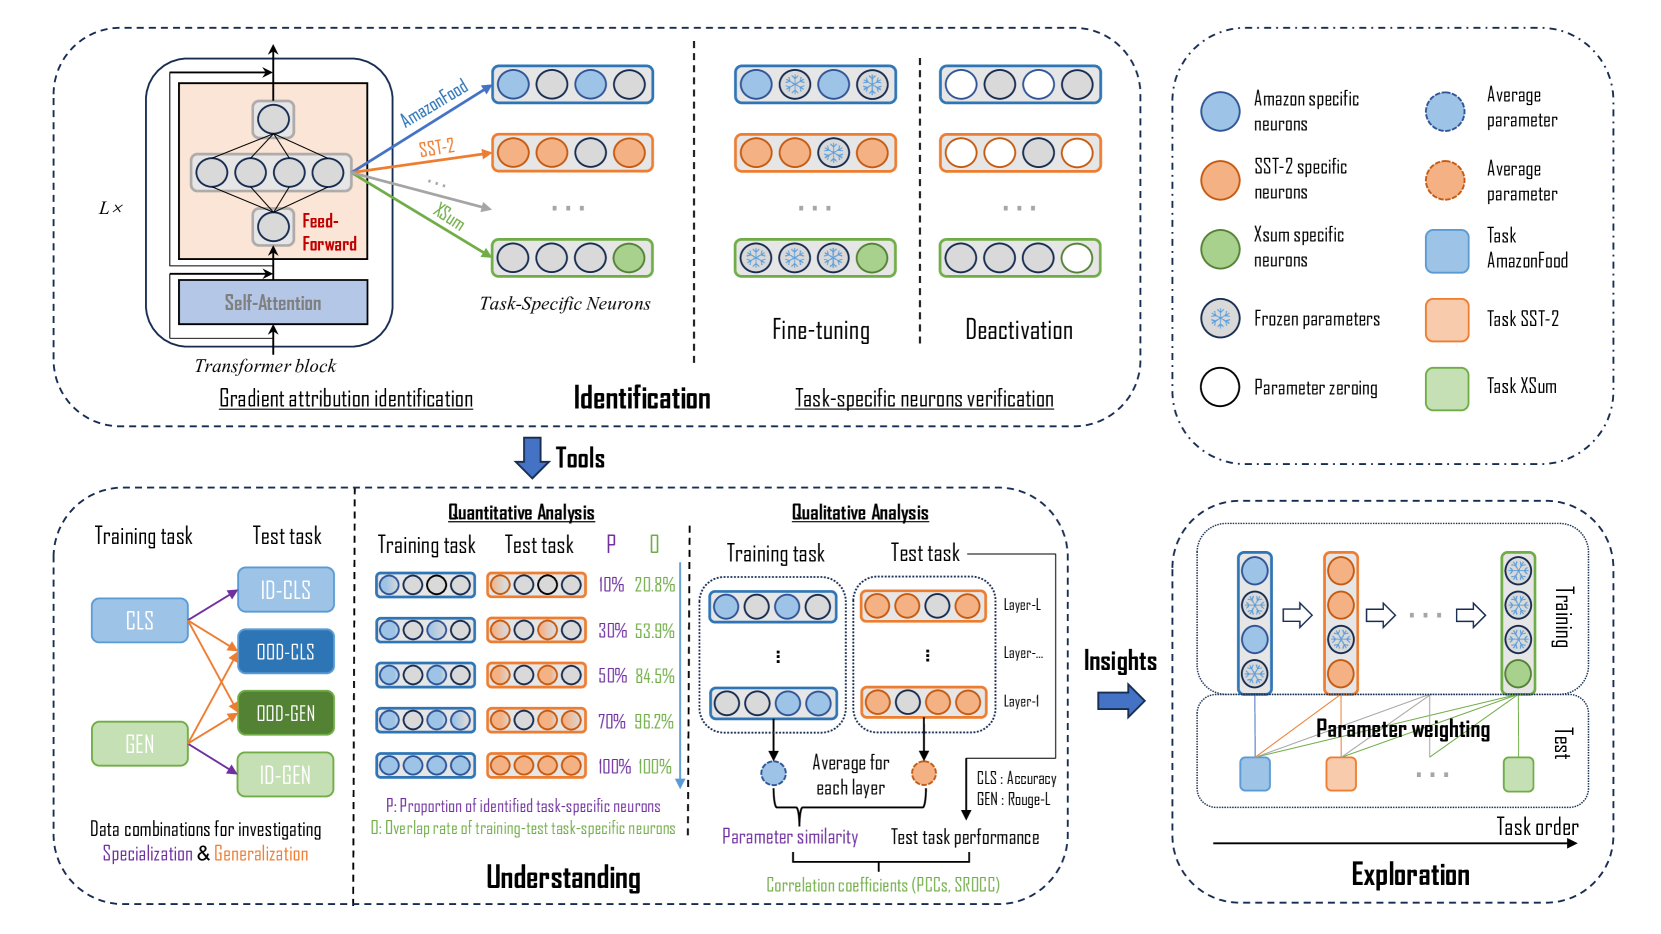 L×
Feed-
Forward
Self-Attention
Transformer block
AmazonFood
SST-2
...
XSum
...
Task-Specific Neurons
...
Fine-tuning
...
Deactivation
Gradient attribution identification
Identification
Task-specific neurons verification
Amazon specific
neurons
SST-2 specific
neurons
Xsum specific
neurons
Frozen parameters
Parameter zeroing
Average
parameter
Average
parameter
Task
AmazonFood
Task SST-2
Task XSum
Tools
Training task
Test task
CLS
GEN
ID-CLS
OOD-CLS
OOD-GEN
ID-GEN
Data combinations for investigating
Specialization & Generalization
Quantitative Analysis
Training task Test task P O
10% 20.8%
30% 53.9%
50% 84.5%
70% 96.2%
100% 100%
P: Proportion of identified task-specific neurons
O: Overlap rate of training-test task-specific neurons
Understanding
Qualitative Analysis
Training task Test task
Layer-L
Layer-...
Layer-1
Average for
each layer
CLS : Accuracy
GEN : Rouge-L
Parameter similarity
Test task performance
Correlation coefficients (PCCs, SROCC)
Insights
...
Training
Parameter weighting
Test
...
Task order
Exploration